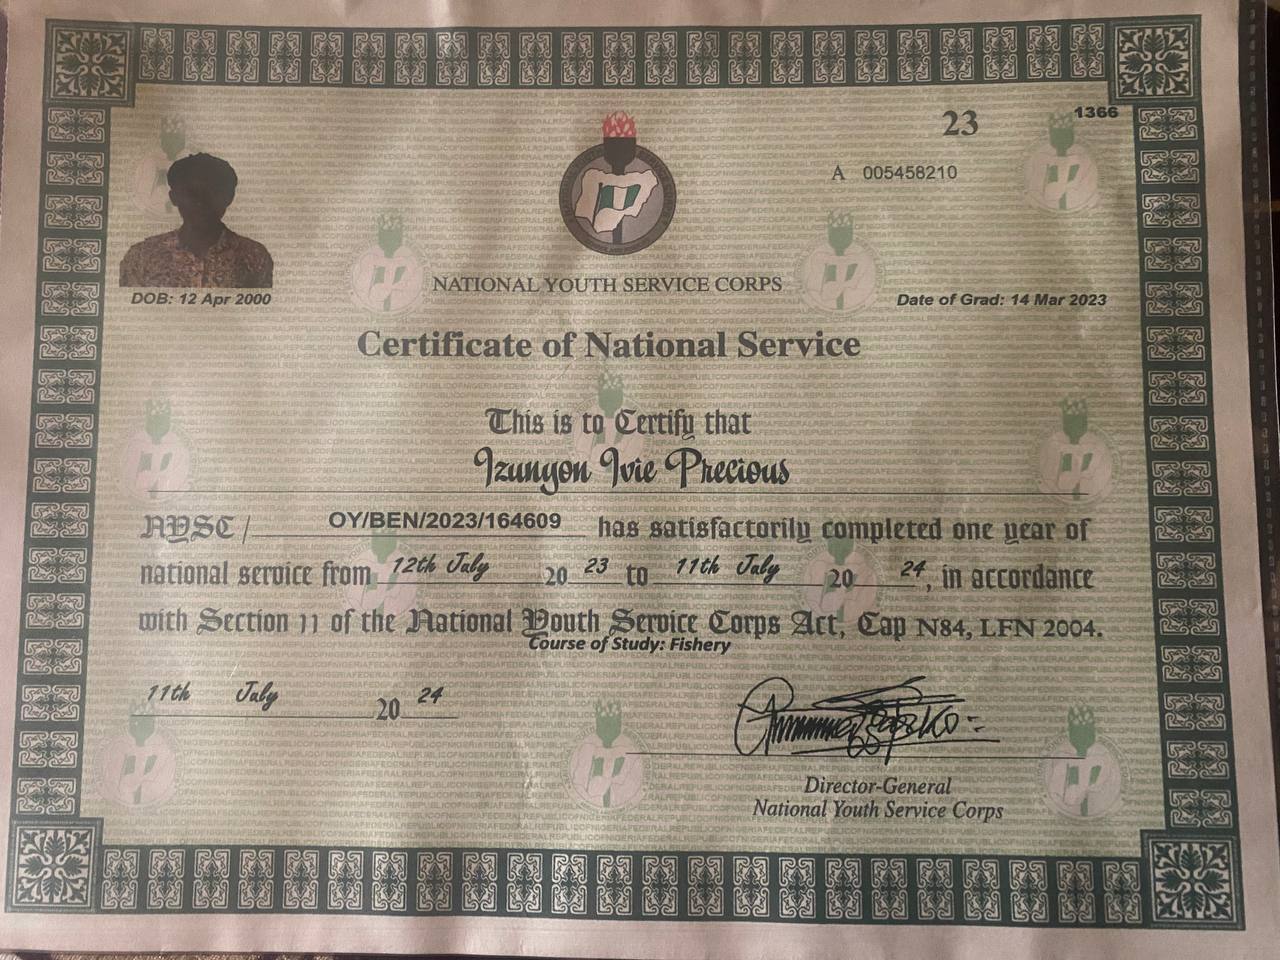 1366
23
A 005458210
NATIONAL YOUTH SERVICE CORPS
DOB: 12 Apr 2000
Date of Grad: 14 Mar 2023
Certificate of National Service
This is to Certify that
Izunyon Ivie Precious
NYSC / OY/BEN/2023/164609 has satisfactorily completed one year of
national service from 12th July 20 23 to 11th July 20 24, in accordance
with Section 11 of the National Youth Service Corps Act, Cap N84, LFN 2004.
Course of Study: Fishery
11th July 20 24
Director-General
National Youth Service Corps